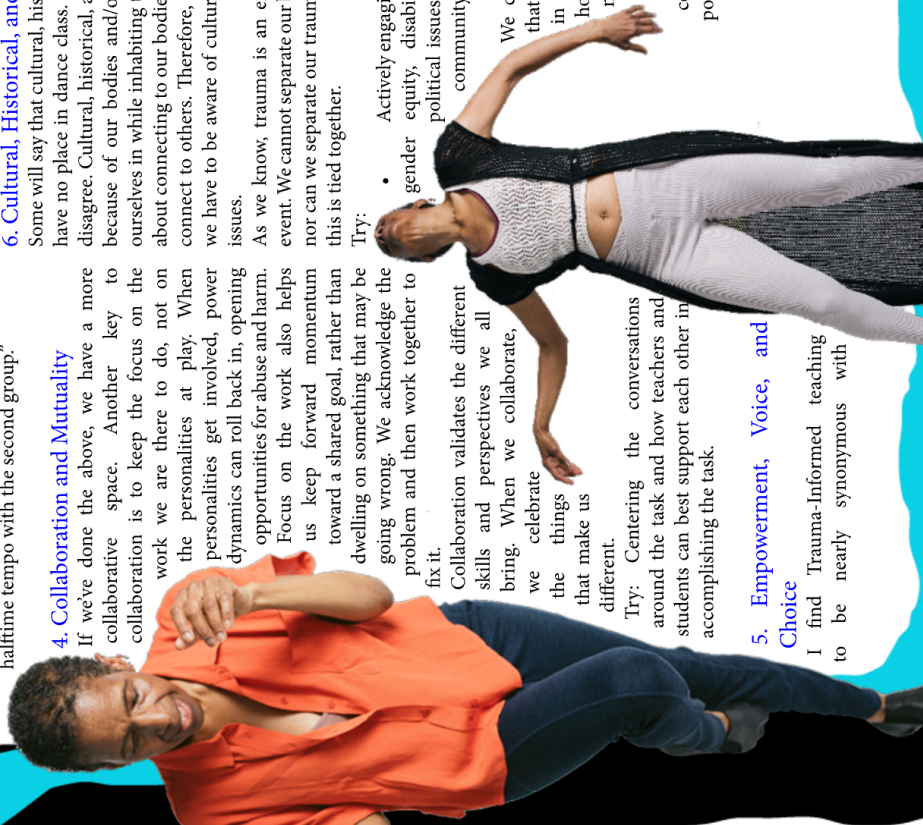 halftime tempo with the second group.”
4. Collaboration and Mutuality
If we’ve done the above, we have a more
collaborative space. Another key to
collaboration is to keep the focus on the
work we are there to do, not on
the personalities at play. When
personalities get involved, power
dynamics can roll back in, opening
opportunities for abuse and harm.
Focus on the work also helps
us keep forward momentum
toward a shared goal, rather than
dwelling on something that may be
going wrong. We acknowledge the
problem and then work together to
fix it.
Collaboration validates the different
skills and perspectives we all
bring. When we collaborate,
we celebrate
the things
that make us
different.
Try: Centering the conversations
around the task and how teachers and
students can best support each other in
accomplishing the task.
5. Empowerment, Voice, and
Choice
I find Trauma-Informed teaching
to be nearly synonymous with
6. Cultural, Historical, and
Some will say that cultural, his
have no place in dance class.
disagree. Cultural, historical, a
because of our bodies and/o
ourselves in while inhabiting t
about connecting to our bodie
connect to others. Therefore,
we have to be aware of cultur
issues.
As we know, trauma is an e
event. We cannot separate our
nor can we separate our traum
this is tied together.
Try:
• Actively engagi
gender equity, disabi
political issues
community
We c
that
in